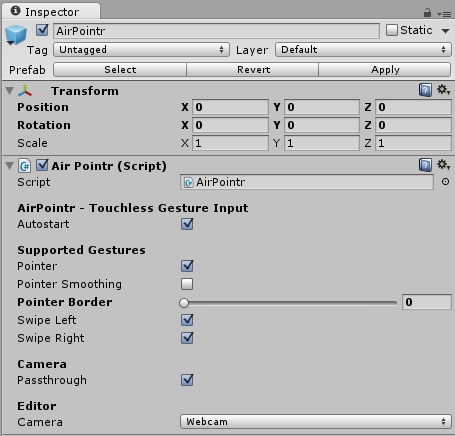 Inspector
AirPointr Static
Tag Untagged Layer Default
Prefab Select Revert Apply
Transform
Position X 0 Y 0 Z 0
Rotation X 0 Y 0 Z 0
Scale X 1 Y 1 Z 1
Air Pointr (Script)
Script AirPointr
AirPointr - Touchless Gesture Input
Autostart
Supported Gestures
Pointer
Pointer Smoothing
Pointer Border 0
Swipe Left
Swipe Right
Camera
Passthrough
Editor
Camera Webcam